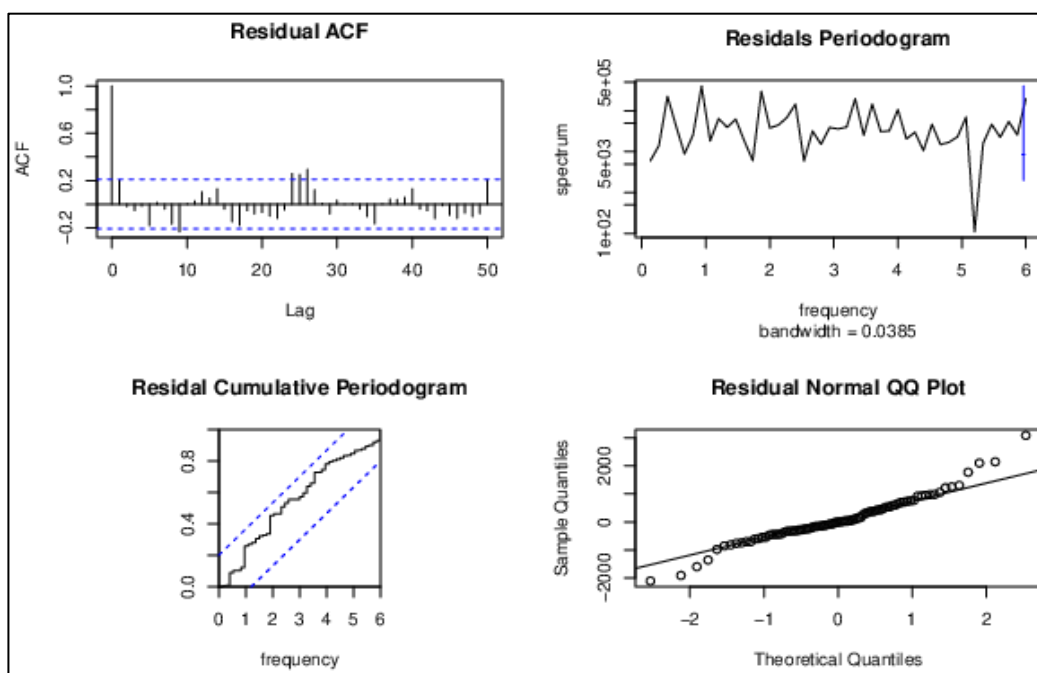 Residual ACF
ACF
1.0
0.6
0.2
−0.2
0 10 20 30 40 50
Lag
Residals Periodogram
spectrum
5e+05
5e+03
1e+02
0 1 2 3 4 5 6
frequency
bandwidth = 0.0385
Residal Cumulative Periodogram
0.8
0.4
0.0
0 1 2 3 4 5 6
frequency
Residual Normal QQ Plot
Sample Quantiles
2000
0
−2000
−2 −1 0 1 2
Theoretical Quantiles